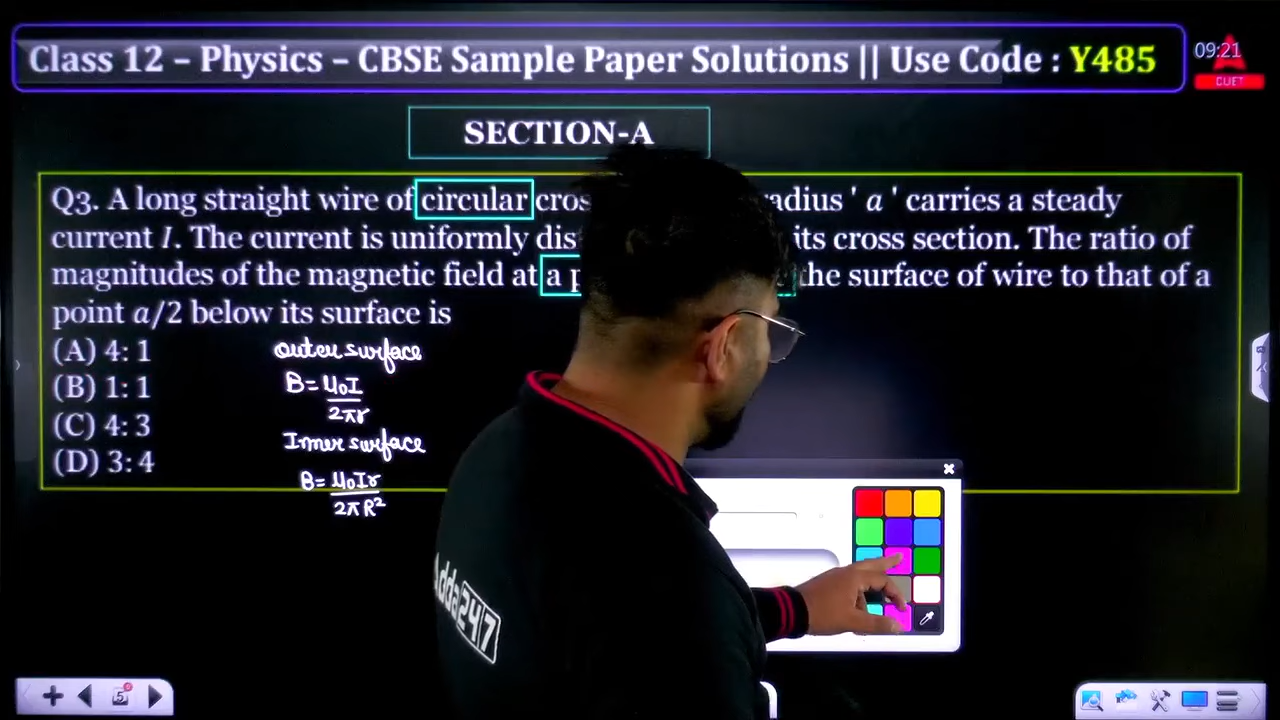 Class 12 – Physics – CBSE Sample Paper Solutions || Use Code : Y485
09:21
CUET
SECTION-A
Q3. A long straight wire of circular cros adius ' a ' carries a steady
current I. The current is uniformly dis its cross section. The ratio of
magnitudes of the magnetic field at a p the surface of wire to that of a
point a/2 below its surface is
(A) 4: 1
(B) 1: 1
(C) 4: 3
(D) 3: 4
Outer surface
B = μ₀I
2πr
Inner surface
B = μ₀Ir
2πR²
Adda247
5